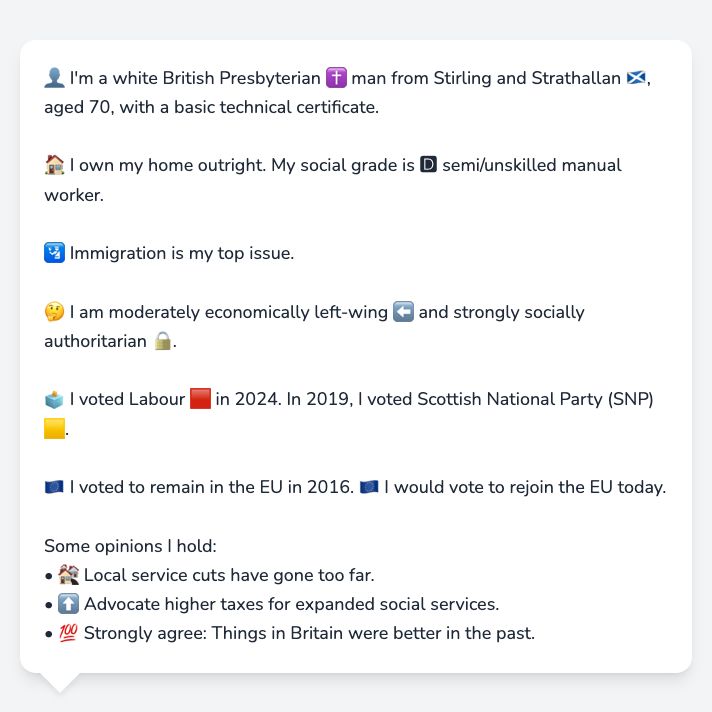 👤 I'm a white British Presbyterian ✝️ man from Stirling and Strathallan 🏴󠁧󠁢󠁳󠁣󠁴󠁿,
aged 70, with a basic technical certificate.
🏠 I own my home outright. My social grade is 🅳 semi/unskilled manual
worker.
🛂 Immigration is my top issue.
🤔 I am moderately economically left-wing ⬅️ and strongly socially
authoritarian 🔒.
🗳️ I voted Labour 🟥 in 2024. In 2019, I voted Scottish National Party (SNP)
🟨.
🇪🇺 I voted to remain in the EU in 2016. 🇪🇺 I would vote to rejoin the EU today.
Some opinions I hold:
• 🏚️ Local service cuts have gone too far.
• ⬆️ Advocate higher taxes for expanded social services.
• 💯 Strongly agree: Things in Britain were better in the past.